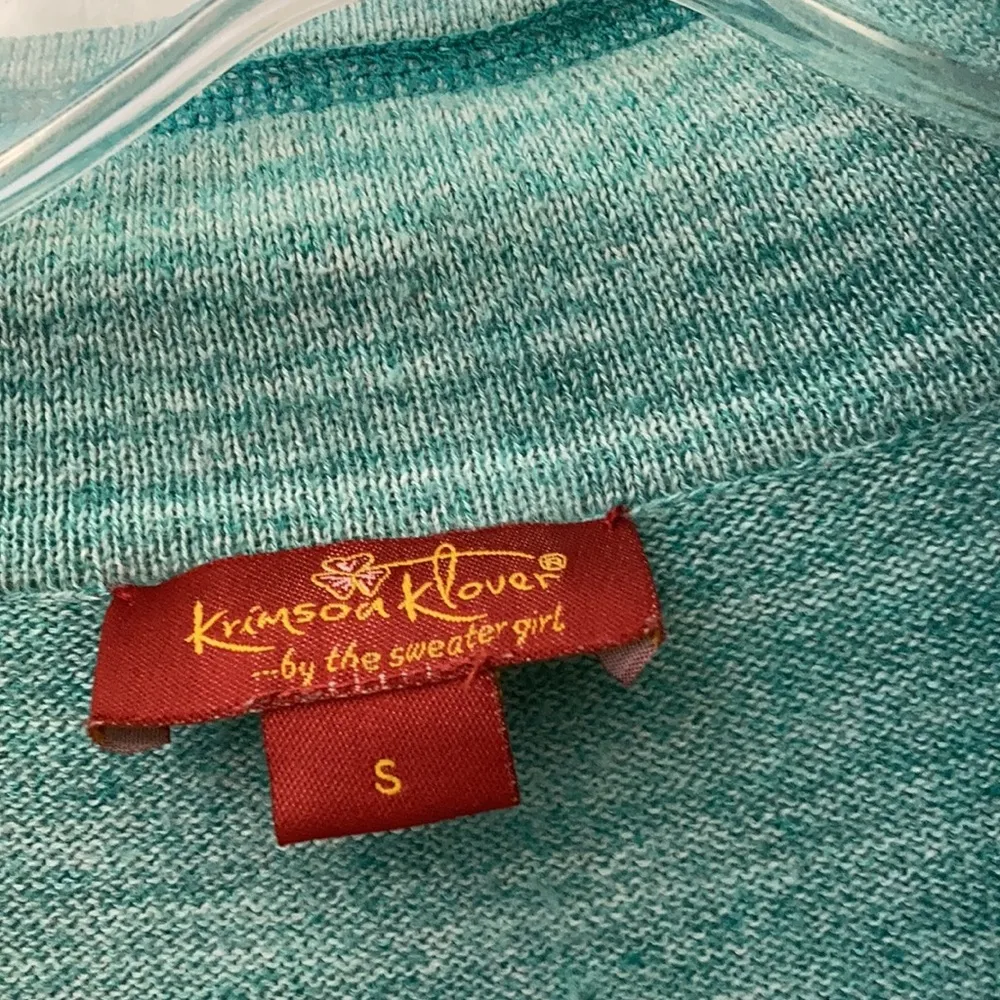 Krimson Klover®
...by the sweater girl
S